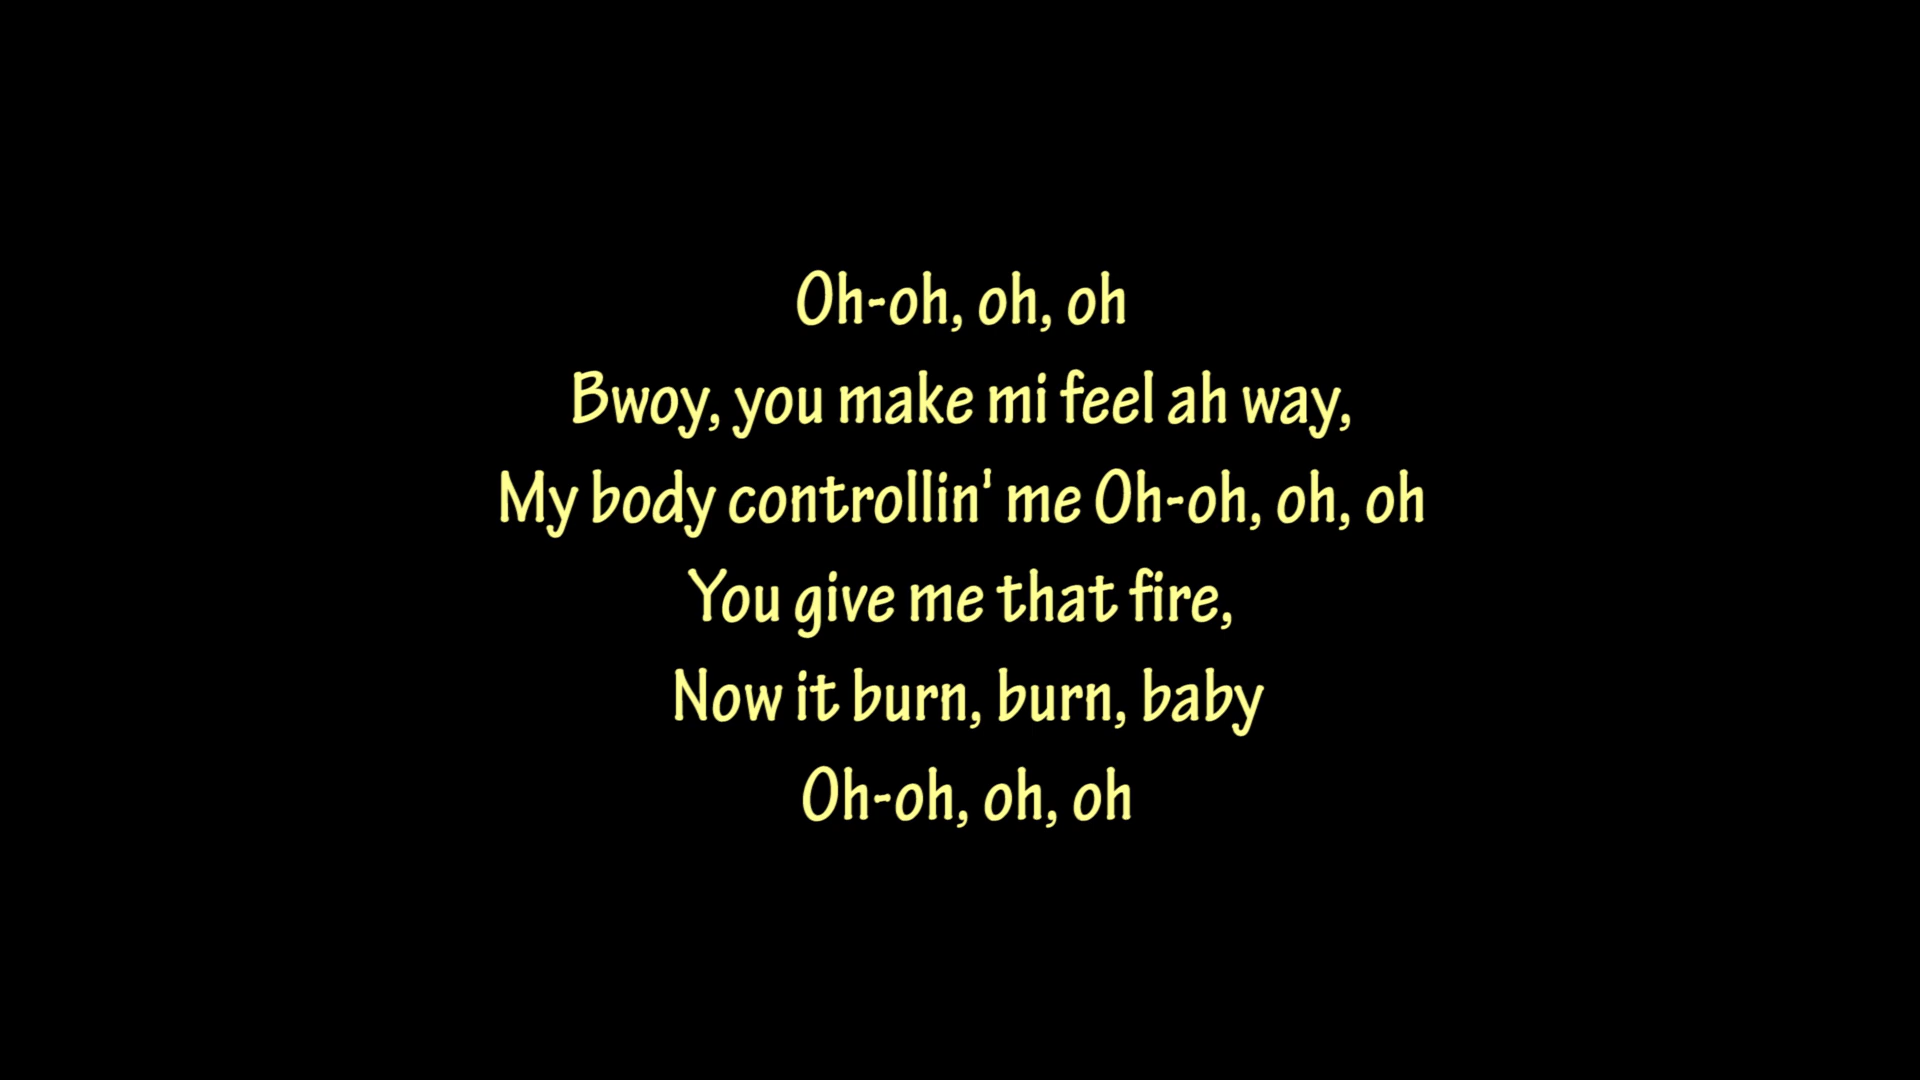 Oh-oh, oh, oh
Bwoy, you make mi feel ah way,
My body controllin' me Oh-oh, oh, oh
You give me that fire,
Now it burn, burn, baby
Oh-oh, oh, oh